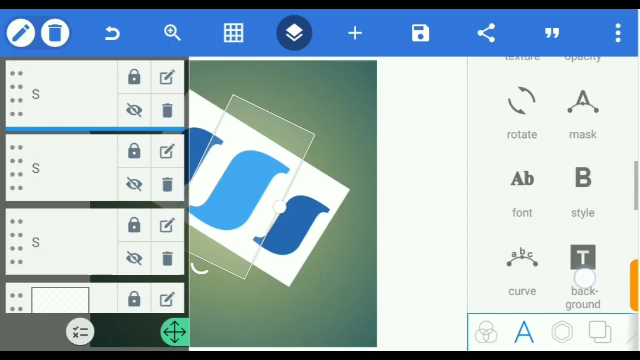 texture
opacity
S
S
S
rotate
mask
Ab
B
font
style
abc
T
curve
back-
ground
A